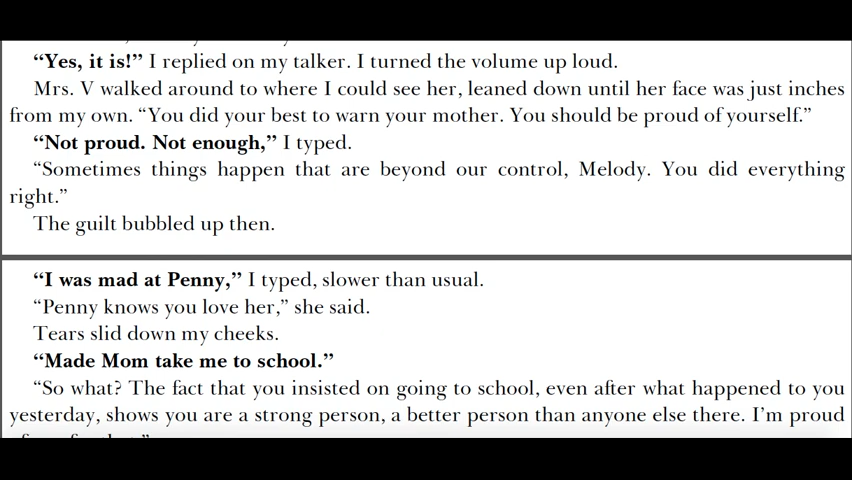 “Yes, it is!” I replied on my talker. I turned the volume up loud.
Mrs. V walked around to where I could see her, leaned down until her face was just inches
from my own. “You did your best to warn your mother. You should be proud of yourself.”
“Not proud. Not enough,” I typed.
“Sometimes things happen that are beyond our control, Melody. You did everything
right.”
The guilt bubbled up then.
“I was mad at Penny,” I typed, slower than usual.
“Penny knows you love her,” she said.
Tears slid down my cheeks.
“Made Mom take me to school.”
“So what? The fact that you insisted on going to school, even after what happened to you
yesterday, shows you are a strong person, a better person than anyone else there. I’m proud